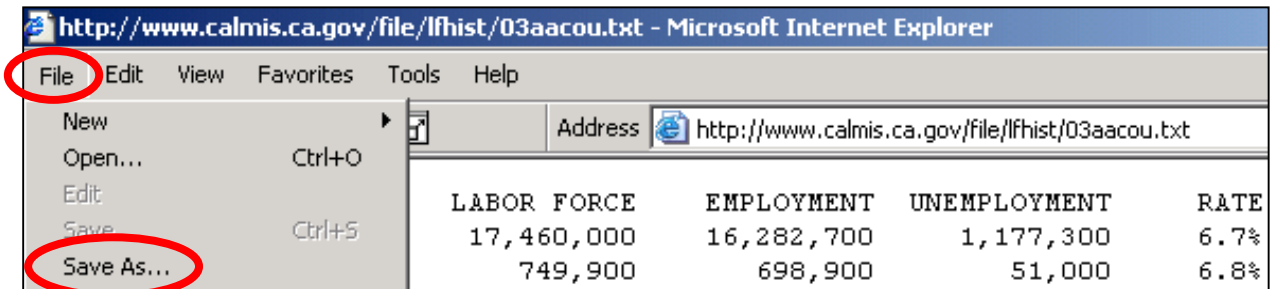 http://www.calmis.ca.gov/file/lfhist/03aacou.txt - Microsoft Internet Explorer
File Edit View Favorites Tools Help
New
Address http://www.calmis.ca.gov/file/lfhist/03aacou.txt
Open... Ctrl+O
Edit
LABOR FORCE EMPLOYMENT UNEMPLOYMENT RATE
Save Ctrl+S
17,460,000 16,282,700 1,177,300 6.7%
Save As...
749,900 698,900 51,000 6.8%